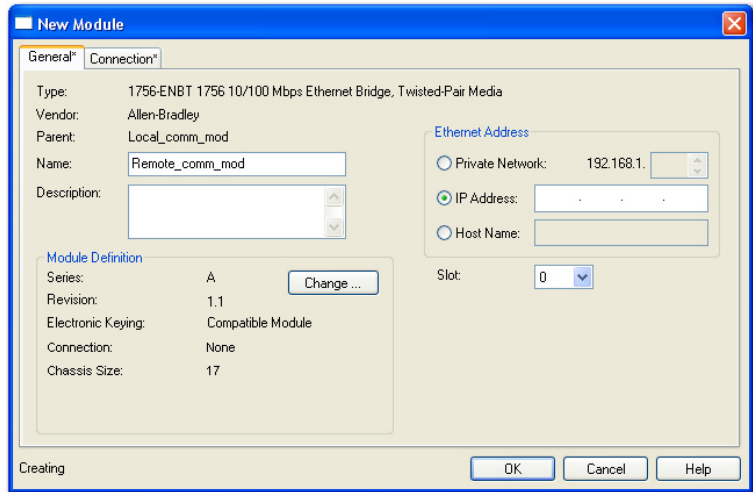 New Module
General* Connection*
Type: 1756-ENBT 1756 10/100 Mbps Ethernet Bridge, Twisted-Pair Media
Vendor: Allen-Bradley
Parent: Local_comm_mod
Name: Remote_comm_mod
Description:
Ethernet Address
Private Network: 192.168.1.
IP Address: . . .
Host Name:
Slot: 0
Module Definition
Series: A
Change ...
Revision: 1.1
Electronic Keying: Compatible Module
Connection: None
Chassis Size: 17
Creating
OK Cancel Help